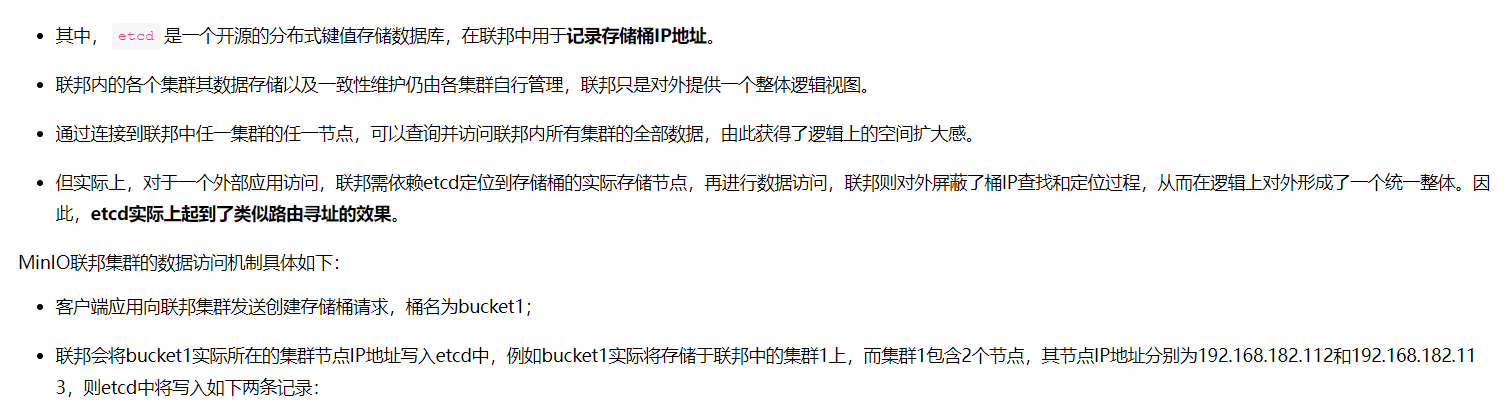 其中， etcd 是一个开源的分布式键值存储数据库，在联邦中用于记录存储桶IP地址。
联邦内的各个集群其数据存储以及一致性维护仍由各集群自行管理，联邦只是对外提供一个整体逻辑视图。
通过连接到联邦中任一集群的任一节点，可以查询并访问联邦内所有集群的全部数据，由此获得了逻辑上的空间扩大感。
但实际上，对于一个外部应用访问，联邦需依赖etcd定位到存储桶的实际存储节点，再进行数据访问，联邦则对外屏蔽了桶IP查找和定位过程，从而在逻辑上对外形成了一个统一整体。因
此，etcd实际上起到了类似路由寻址的效果。
MinIO联邦集群的数据访问机制具体如下：
客户端应用向联邦集群发送创建存储桶请求，桶名为bucket1；
联邦会将bucket1实际所在的集群节点IP地址写入etcd中，例如bucket1实际将存储于联邦中的集群1上，而集群1包含2个节点，其节点IP地址分别为192.168.182.112和192.168.182.11
3，则etcd中将写入如下两条记录：